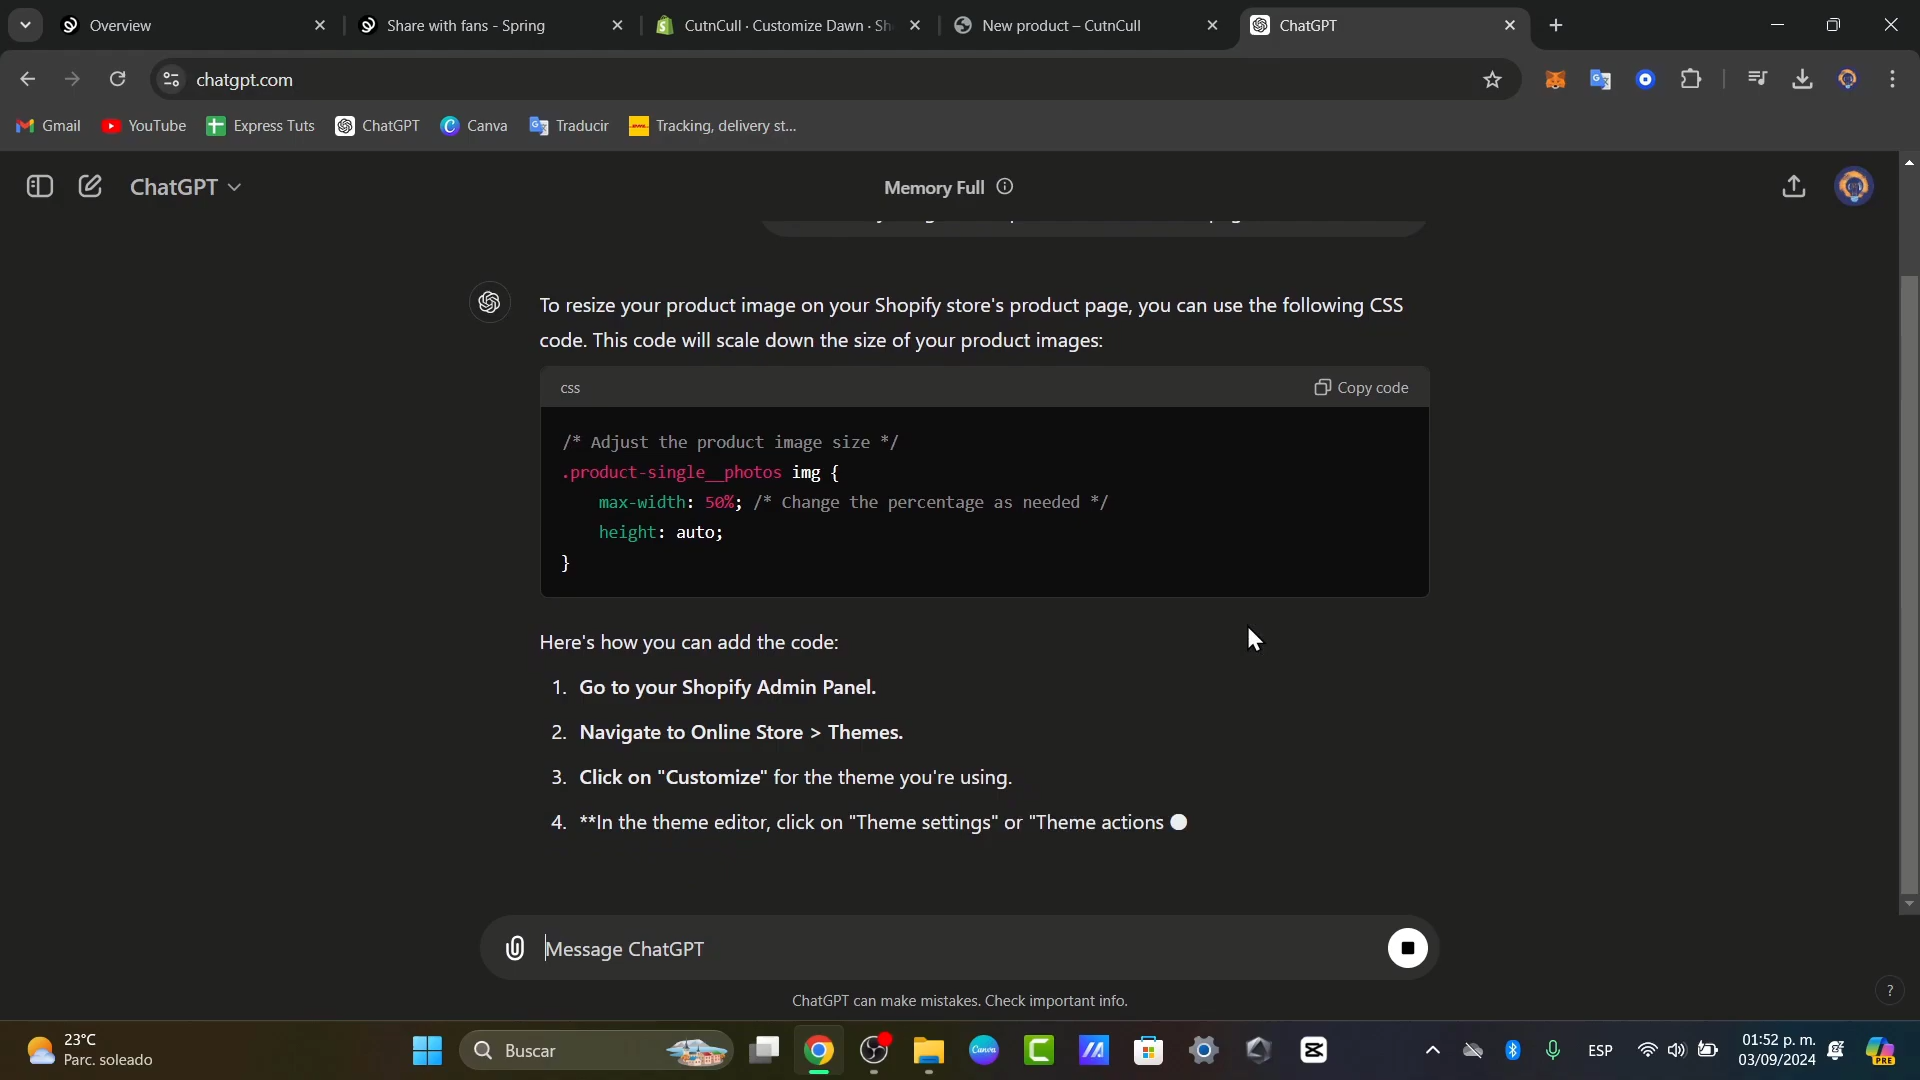 Overview
Share with fans - Spring
CutnCull · Customize Dawn · Sh
New product – CutnCull
ChatGPT
chatgpt.com
Gmail
YouTube
Express Tuts
ChatGPT
Canva
Traducir
Tracking, delivery st...
ChatGPT
Memory Full
To resize your product image on your Shopify store's product page, you can use the following CSS
code. This code will scale down the size of your product images:
css
Copy code
/* Adjust the product image size */
.product-single__photos img {
max-width: 50%; /* Change the percentage as needed */
height: auto;
}
Here's how you can add the code:
1. Go to your Shopify Admin Panel.
2. Navigate to Online Store > Themes.
3. Click on "Customize" for the theme you're using.
4. **In the theme editor, click on "Theme settings" or "Theme actions
Message ChatGPT
ChatGPT can make mistakes. Check important info.
?
23°C
Parc. soleado
Buscar
Canva
ESP
01:52 p. m.
03/09/2024
PRE